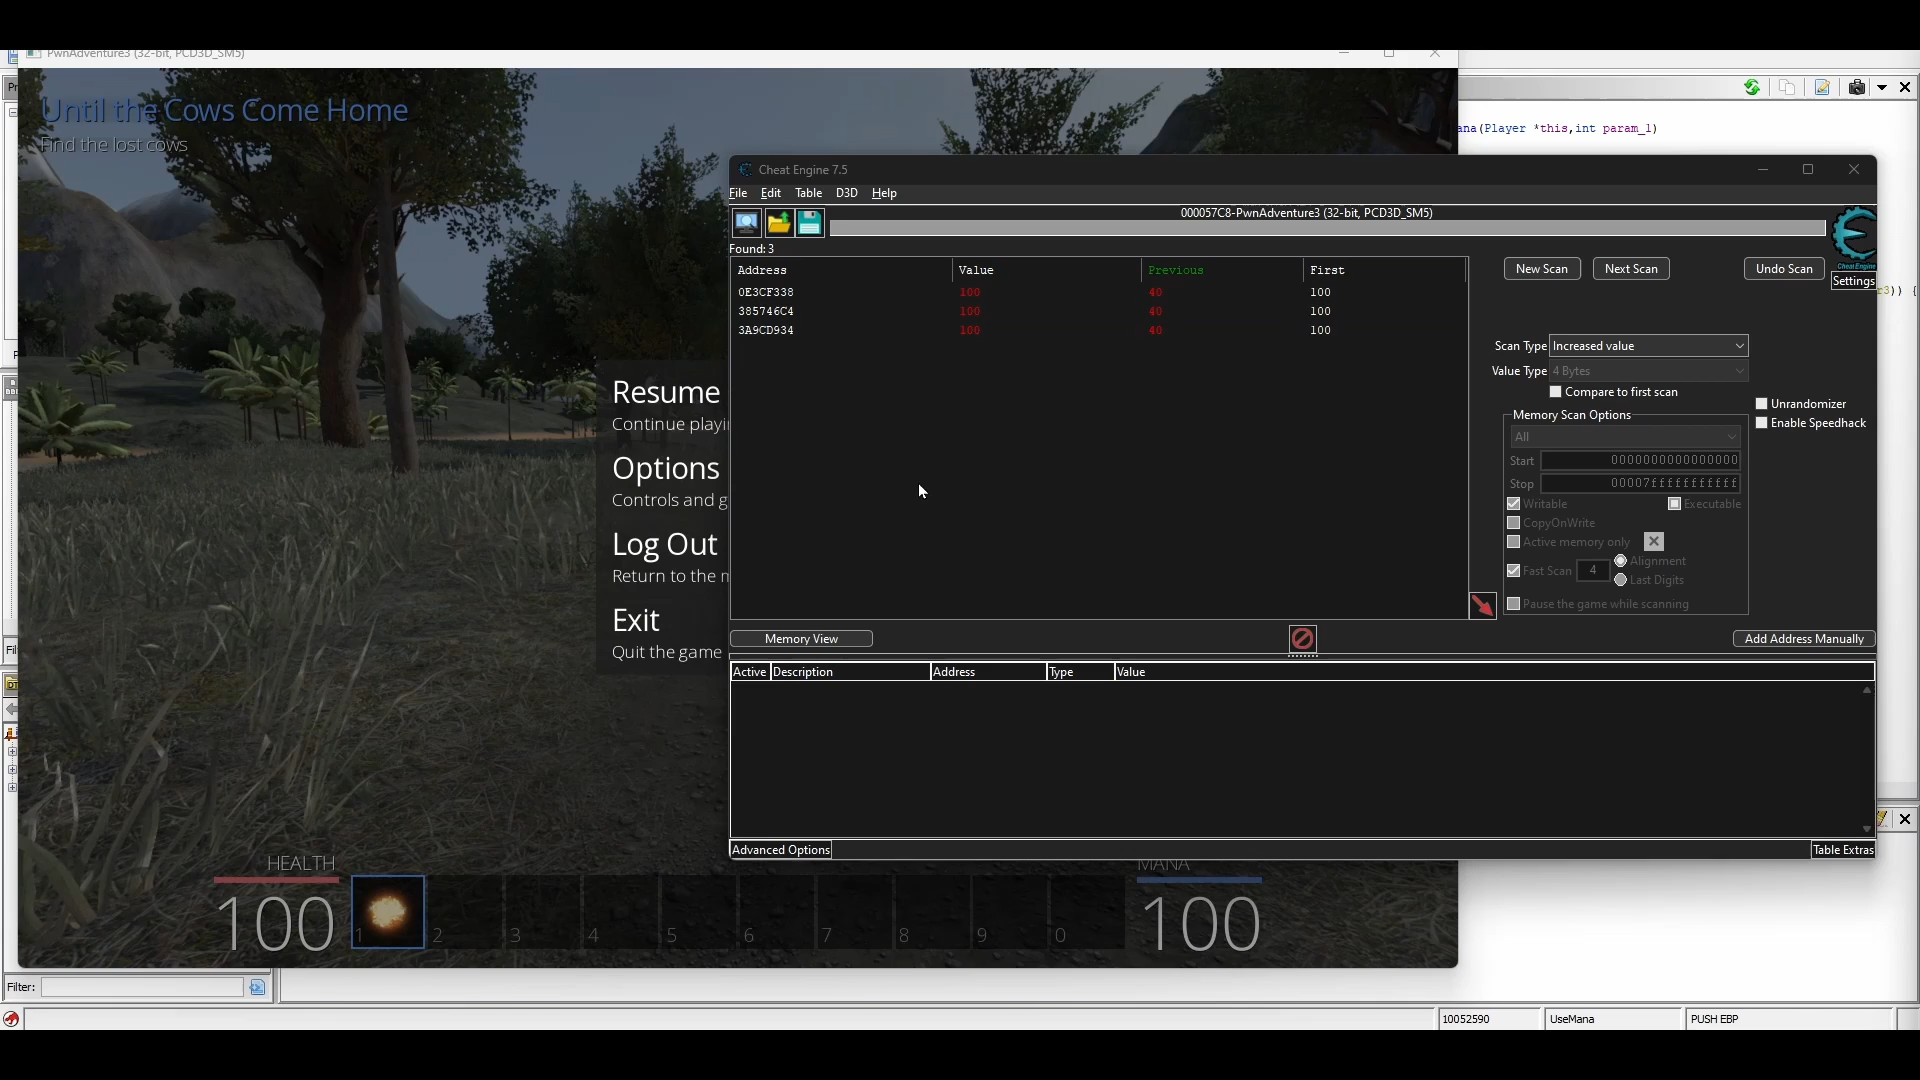 PwnAdventure3 (32-bit, PCD3D_SM5)
Until the Cows Come Home
Find the lost cows
ana(Player *this,int param_1)
Cheat Engine 7.5
File Edit Table D3D Help
000057C8-PwnAdventure3 (32-bit, PCD3D_SM5)
Found: 3
Address Value Previous First
0E3CF338 100 40 100
385746C4 100 40 100
3A9CD934 100 40 100
New Scan Next Scan Undo Scan
Cheat Engine
Settings
r3)) {
Scan Type Increased value
Value Type 4 Bytes
Compare to first scan
Unrandomizer
Enable Speedhack
Memory Scan Options
All
Start 0000000000000000
Stop 00007fffffffffff
Writable Executable
CopyOnWrite
Active memory only
Fast Scan 4 Alignment
Last Digits
Pause the game while scanning
Resume
Continue playi
Options
Controls and g
Log Out
Return to the m
Exit
Quit the game
Memory View Add Address Manually
Active Description Address Type Value
Advanced Options Table Extras
HEALTH
100
1 2 3 4 5 6 7 8 9 0
MANA
100
Filter:
10052590 UseMana PUSH EBP